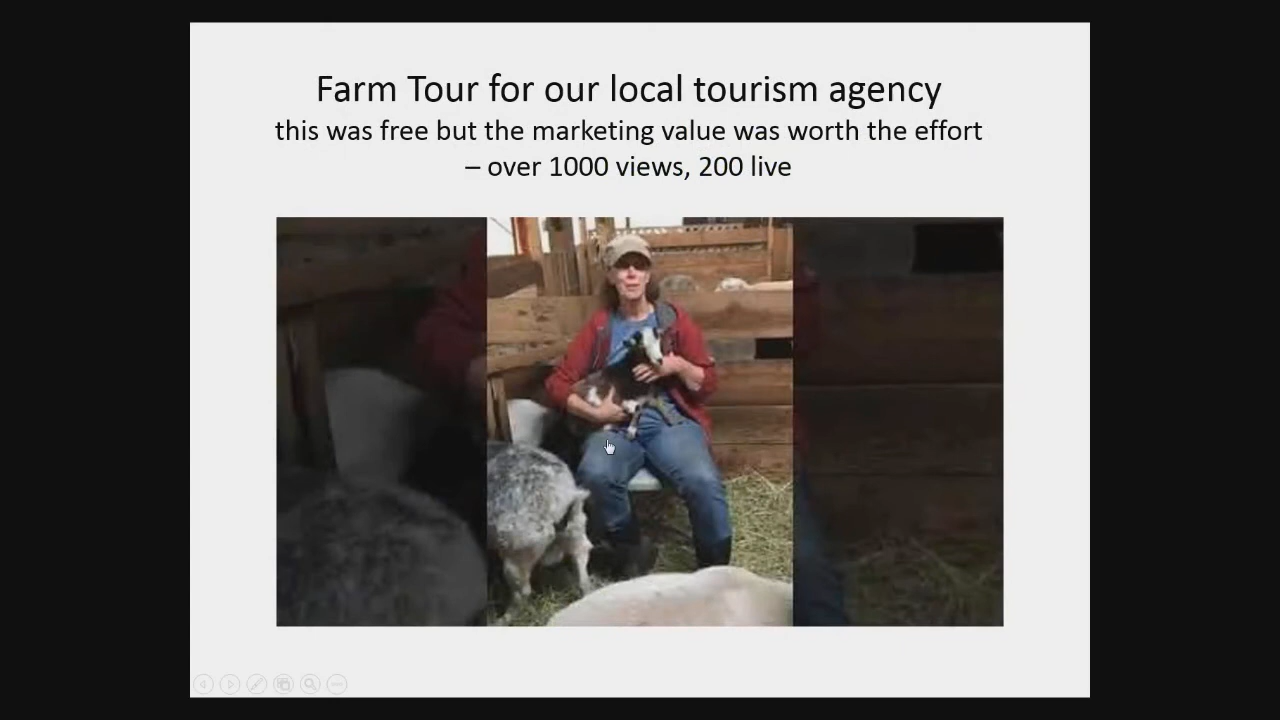 Farm Tour for our local tourism agency
this was free but the marketing value was worth the effort
– over 1000 views, 200 live